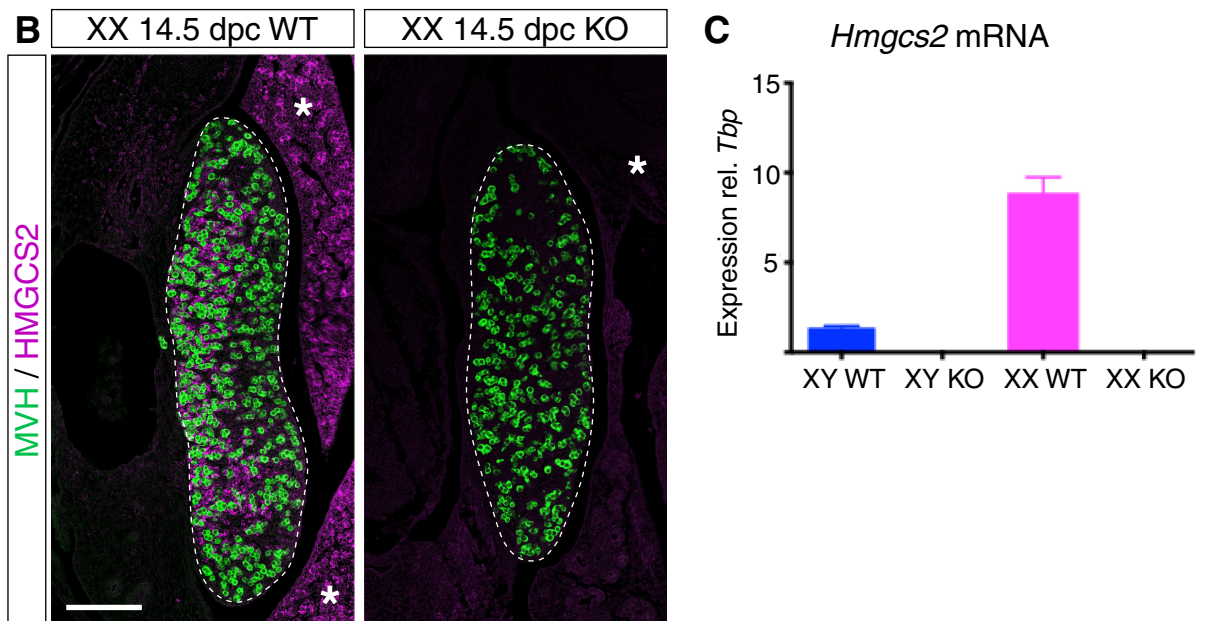 B
XX 14.5 dpc WT
XX 14.5 dpc KO
MVH / HMGCS2
*
*
*
C
Hmgcs2 mRNA
Expression rel. Tbp
15
10
5
XY WT
XY KO
XX WT
XX KO